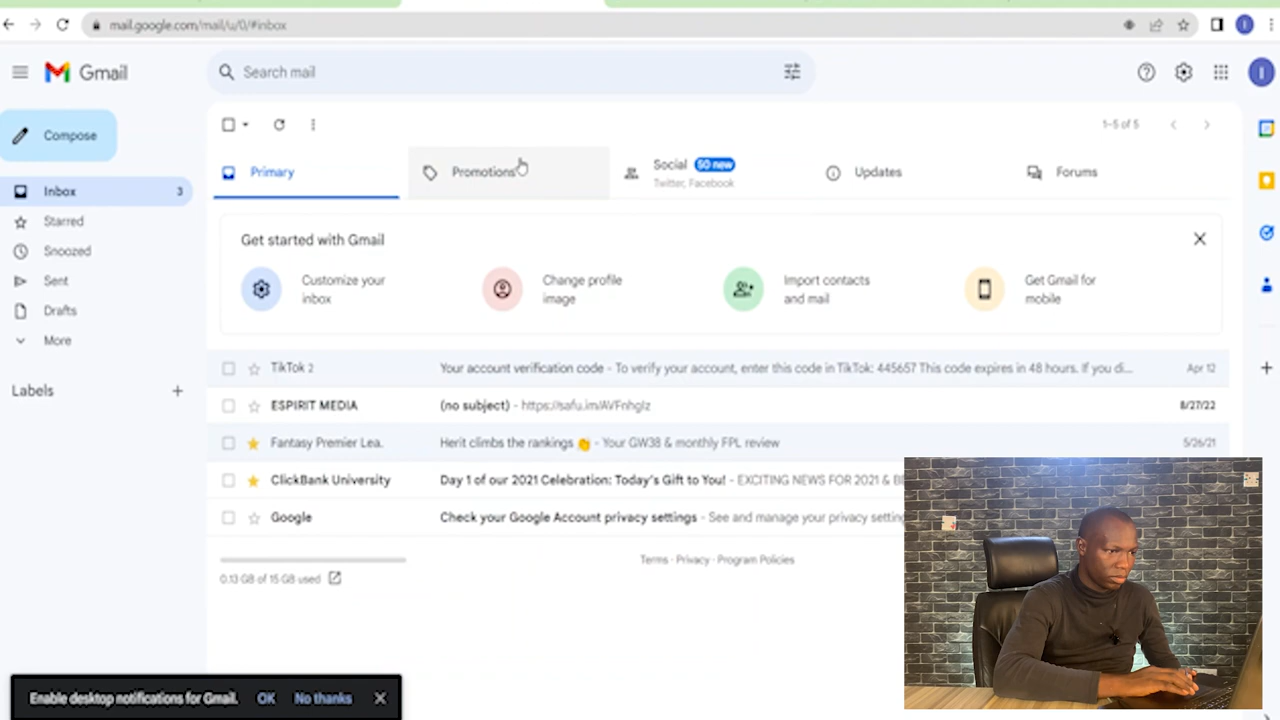 mail.google.com/mail/u/0/#inbox
I
Gmail
Search mail
I
Compose
1-5 of 5
Primary
Promotions
Social 50 new
Twitter, Facebook
Updates
Forums
Inbox 3
Starred
Snoozed
Sent
Drafts
More
Labels
Get started with Gmail
Customize your
inbox
Change profile
image
Import contacts
and mail
Get Gmail for
mobile
TikTok 2 Your account verification code - To verify your account, enter this code in TikTok: 445657 This code expires in 48 hours. If you di... Apr 12
ESPIRIT MEDIA (no subject) - https://safu.im/AVFnhgIz 8/27/22
Fantasy Premier Lea. Herit climbs the rankings 👏 - Your GW38 & monthly FPL review 5/26/21
ClickBank University Day 1 of our 2021 Celebration: Today's Gift to You! - EXCITING NEWS FOR 2021 &
Google Check your Google Account privacy settings - See and manage your privacy setting
Terms · Privacy · Program Policies
0.13 GB of 15 GB used
Enable desktop notifications for Gmail. OK No thanks